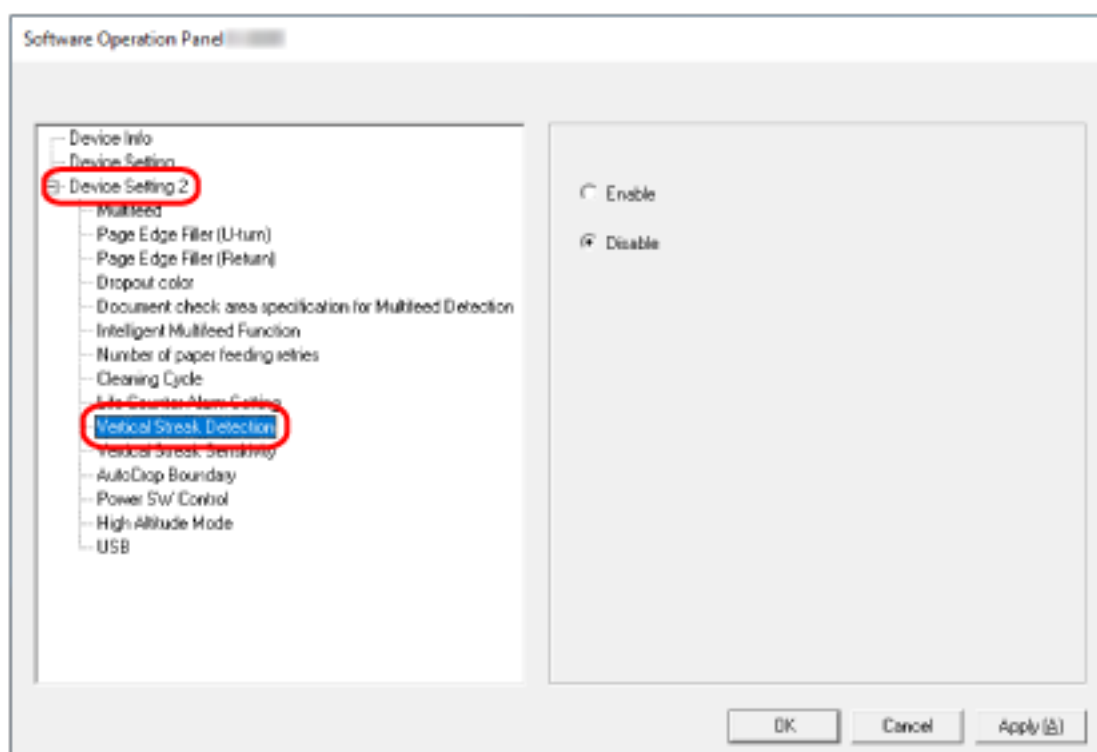 Software Operation Panel
Device Info
Device Setting
Device Setting 2
Multifeed
Page Edge Filler (U-turn)
Page Edge Filler (Return)
Dropout color
Document check area specification for Multifeed Detection
Intelligent Multifeed Function
Number of paper feeding retries
Cleaning Cycle
Life Counter Alarm Setting
Vertical Streak Detection
Vertical Streak Sensitivity
AutoCrop Boundary
Power SW Control
High Altitude Mode
USB
Enable
Disable
OK
Cancel
Apply (A)